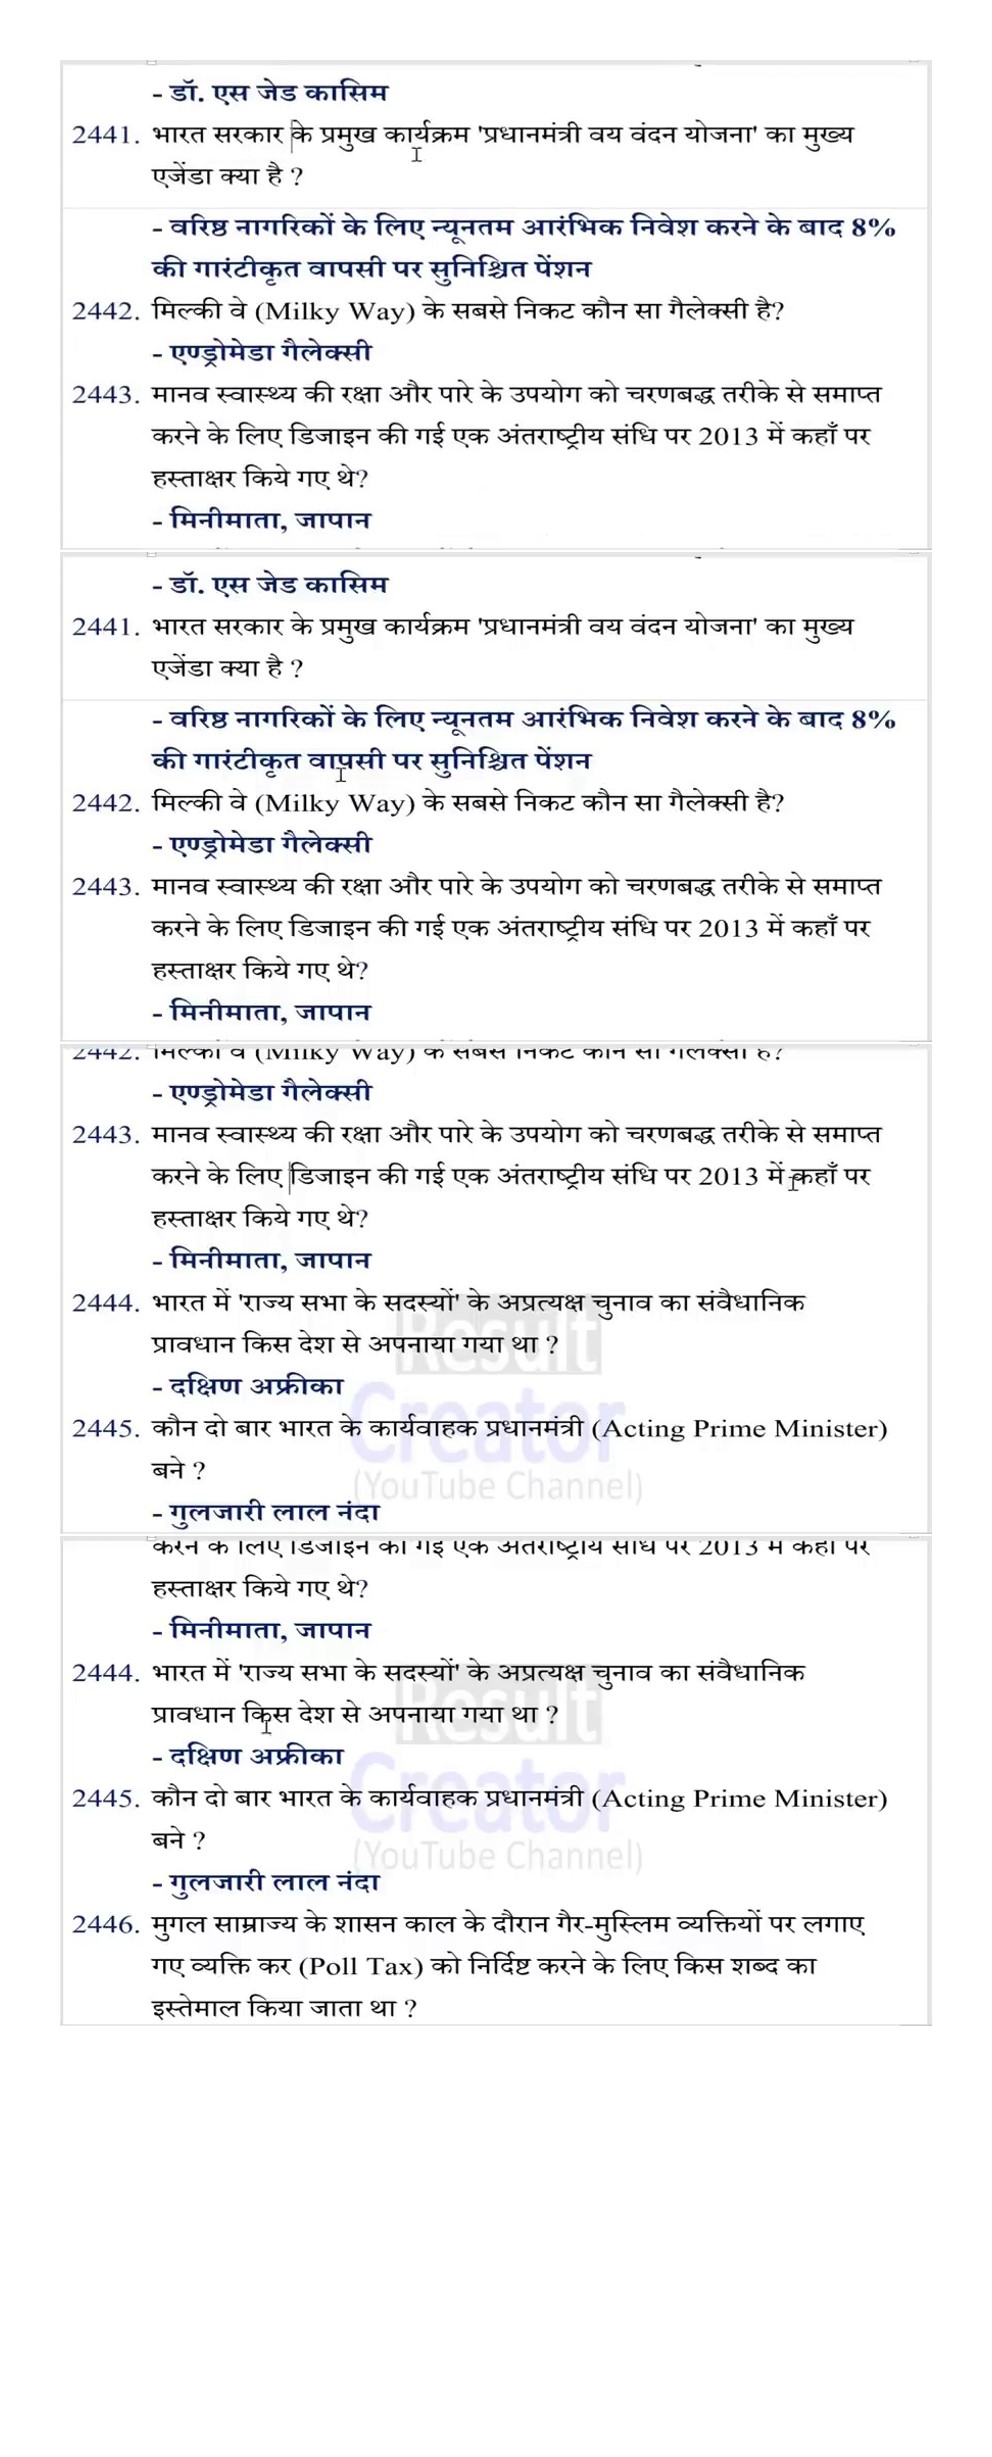 - डॉ. एस जेड कासिम
2441. भारत सरकार के प्रमुख कार्यक्रम 'प्रधानमंत्री वय वंदन योजना' का मुख्य
एजेंडा क्या है ?
- वरिष्ठ नागरिकों के लिए न्यूनतम आरंभिक निवेश करने के बाद 8%
की गारंटीकृत वापसी पर सुनिश्चित पेंशन
2442. मिल्की वे (Milky Way) के सबसे निकट कौन सा गैलेक्सी है?
- एण्ड्रोमेडा गैलेक्सी
2443. मानव स्वास्थ्य की रक्षा और पारे के उपयोग को चरणबद्ध तरीके से समाप्त
करने के लिए डिजाइन की गई एक अंतराष्ट्रीय संधि पर 2013 में कहाँ पर
हस्ताक्षर किये गए थे?
- मिनीमाता, जापान
- डॉ. एस जेड कासिम
2441. भारत सरकार के प्रमुख कार्यक्रम 'प्रधानमंत्री वय वंदन योजना' का मुख्य
एजेंडा क्या है ?
- वरिष्ठ नागरिकों के लिए न्यूनतम आरंभिक निवेश करने के बाद 8%
की गारंटीकृत वापसी पर सुनिश्चित पेंशन
2442. मिल्की वे (Milky Way) के सबसे निकट कौन सा गैलेक्सी है?
- एण्ड्रोमेडा गैलेक्सी
2443. मानव स्वास्थ्य की रक्षा और पारे के उपयोग को चरणबद्ध तरीके से समाप्त
करने के लिए डिजाइन की गई एक अंतराष्ट्रीय संधि पर 2013 में कहाँ पर
हस्ताक्षर किये गए थे?
- मिनीमाता, जापान
2442. मिल्की वे (Milky Way) के सबसे निकट कौन सा गैलेक्सी है?
- एण्ड्रोमेडा गैलेक्सी
2443. मानव स्वास्थ्य की रक्षा और पारे के उपयोग को चरणबद्ध तरीके से समाप्त
करने के लिए डिजाइन की गई एक अंतराष्ट्रीय संधि पर 2013 में कहाँ पर
हस्ताक्षर किये गए थे?
- मिनीमाता, जापान
2444. भारत में 'राज्य सभा के सदस्यों' के अप्रत्यक्ष चुनाव का संवैधानिक
प्रावधान किस देश से अपनाया गया था ?
Result
- दक्षिण अफ्रीका
Creator
2445. कौन दो बार भारत के कार्यवाहक प्रधानमंत्री (Acting Prime Minister)
बने ?
(YouTube Channel)
- गुलजारी लाल नंदा
करने के लिए डिजाइन की गई एक अंतराष्ट्रीय संधि पर 2013 में कहाँ पर
हस्ताक्षर किये गए थे?
- मिनीमाता, जापान
2444. भारत में 'राज्य सभा के सदस्यों' के अप्रत्यक्ष चुनाव का संवैधानिक
प्रावधान किस देश से अपनाया गया था ?
Result
- दक्षिण अफ्रीका
Creator
2445. कौन दो बार भारत के कार्यवाहक प्रधानमंत्री (Acting Prime Minister)
बने ?
(YouTube Channel)
- गुलजारी लाल नंदा
2446. मुगल साम्राज्य के शासन काल के दौरान गैर-मुस्लिम व्यक्तियों पर लगाए
गए व्यक्ति कर (Poll Tax) को निर्दिष्ट करने के लिए किस शब्द का
इस्तेमाल किया जाता था ?